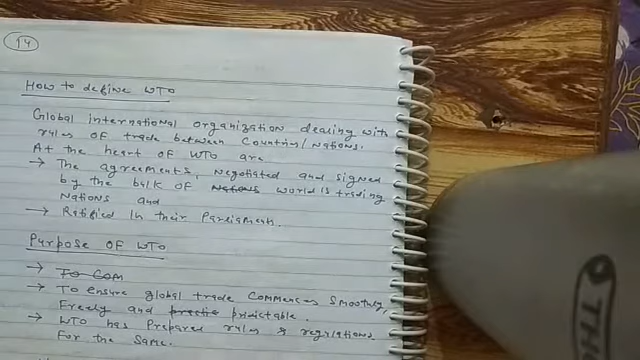 14
How to define WTO
Global international organization dealing with
rules of trade between countries/nations.
At the heart of WTO are
→ The agreements, negotiated and signed
by the bulk of Nations world's trading
Nations and
→ Ratified in their Parliaments.
Purpose of WTO
→ To Com
→ To ensure global trade commences smoothly,
Freely and predictable.
→ WTO has prepared rules & regulations
For the same.
TH